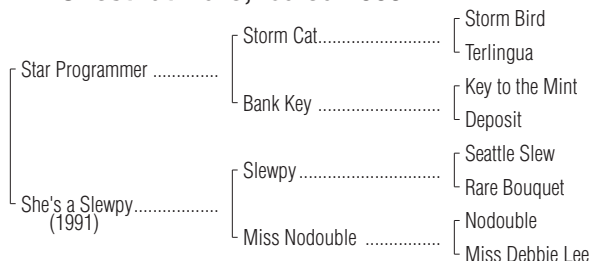 Storm Bird
Storm Cat..........................
Terlingua
Star Programmer ..............
Key to the Mint
Bank Key ..........................
Deposit
Seattle Slew
Slewpy..............................
Rare Bouquet
She's a Slewpy..................
(1991)
Nodouble
Miss Nodouble ................
Miss Debbie Lee